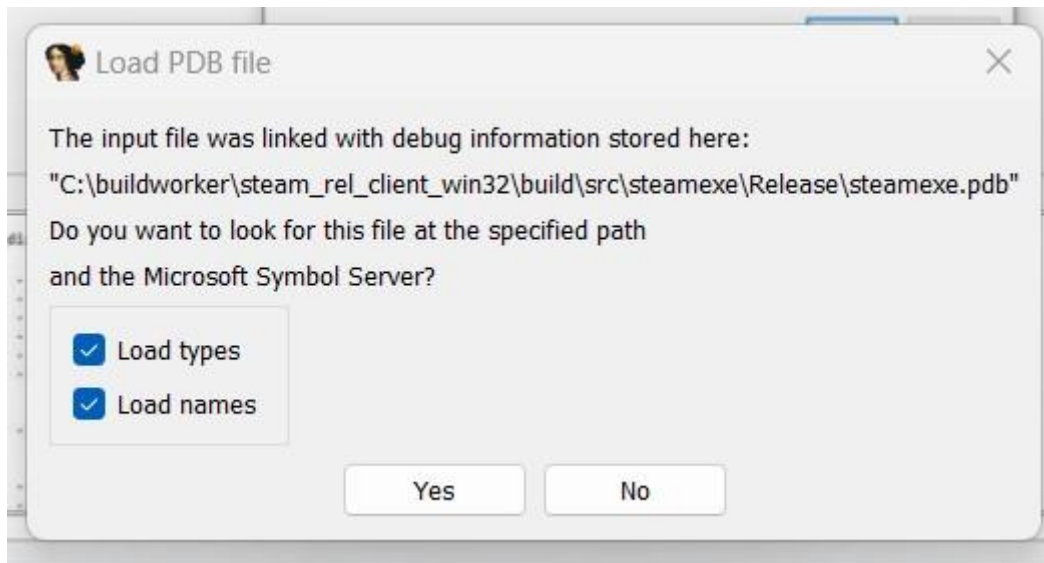 Load PDB file
The input file was linked with debug information stored here:
"C:\buildworker\steam_rel_client_win32\build\src\steamexe\Release\steamexe.pdb"
Do you want to look for this file at the specified path
and the Microsoft Symbol Server?
Load types
Load names
Yes
No